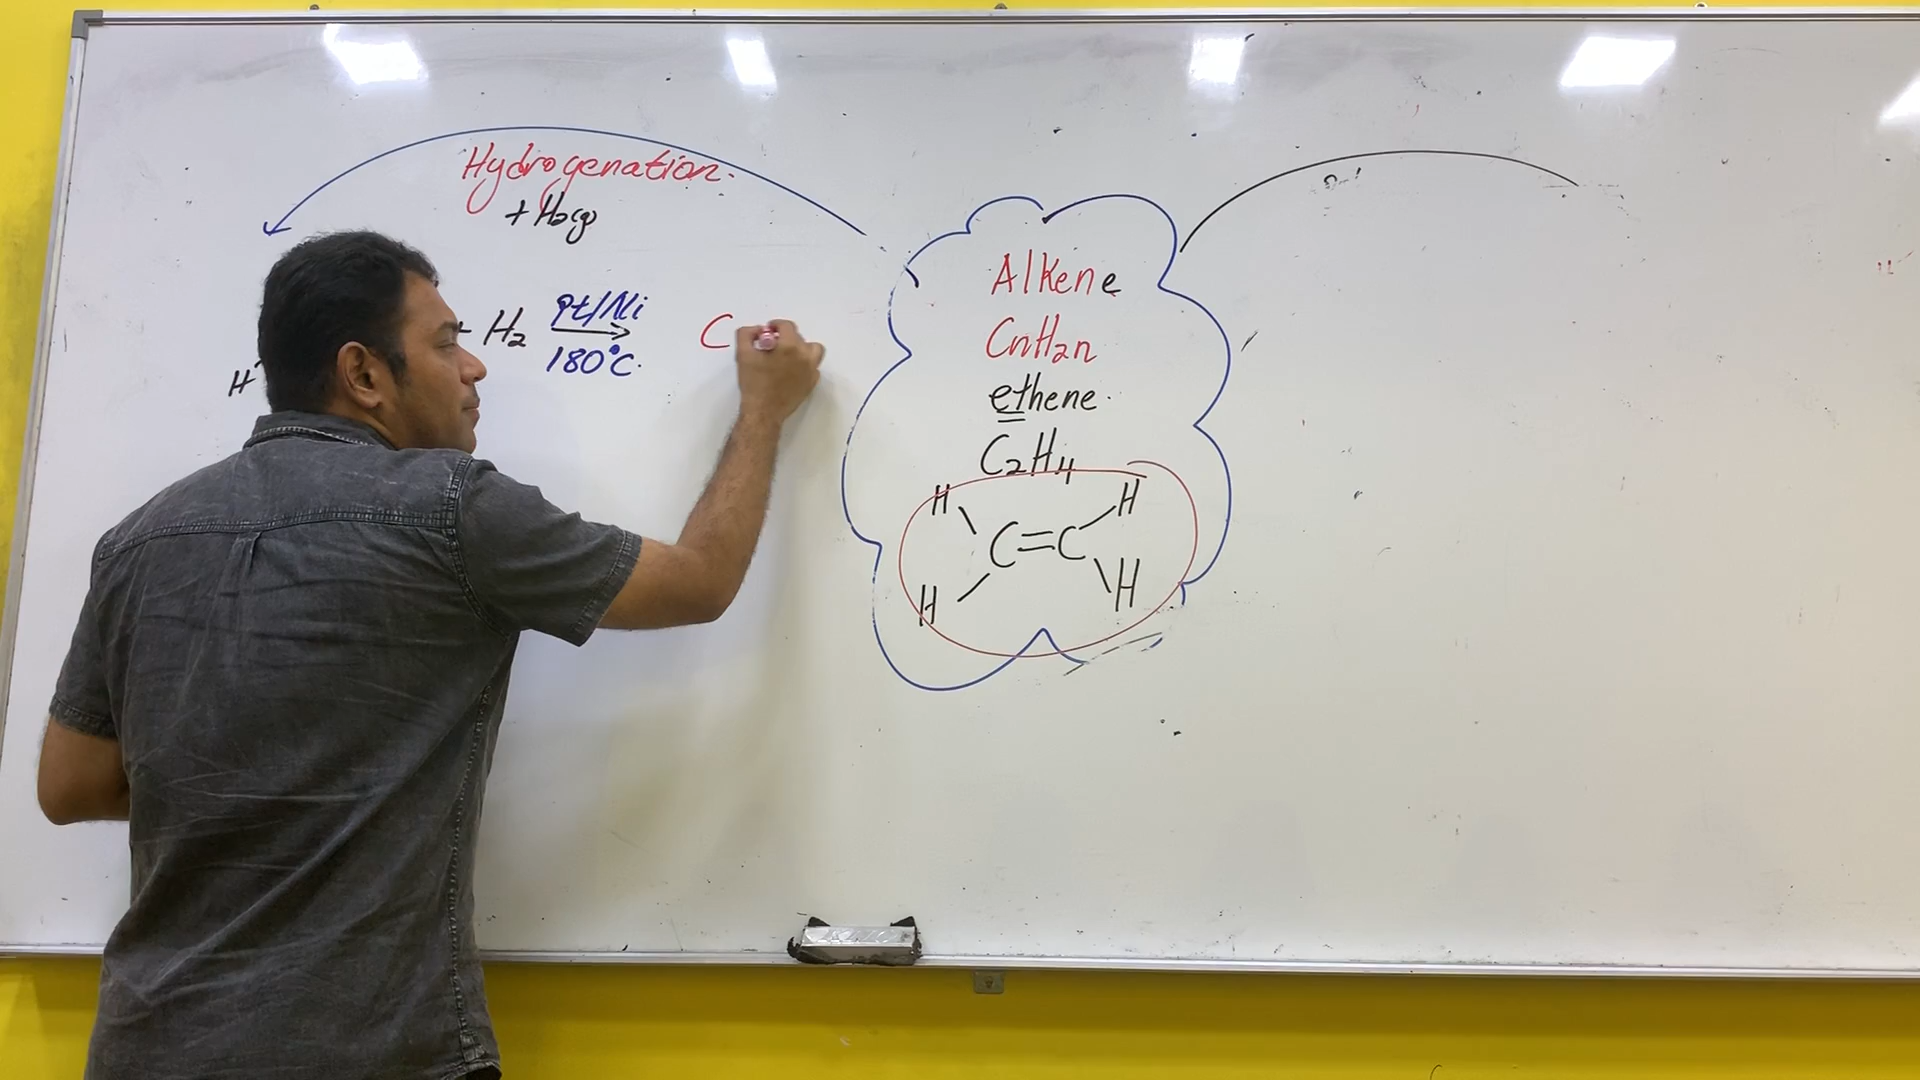 Hydrogenation.
+ H₂(g)
+ H₂ Pt/Ni
180°C.
C
H
Alkene
CnH₂n
ethene.
C₂H₄
H H
C=C
H H